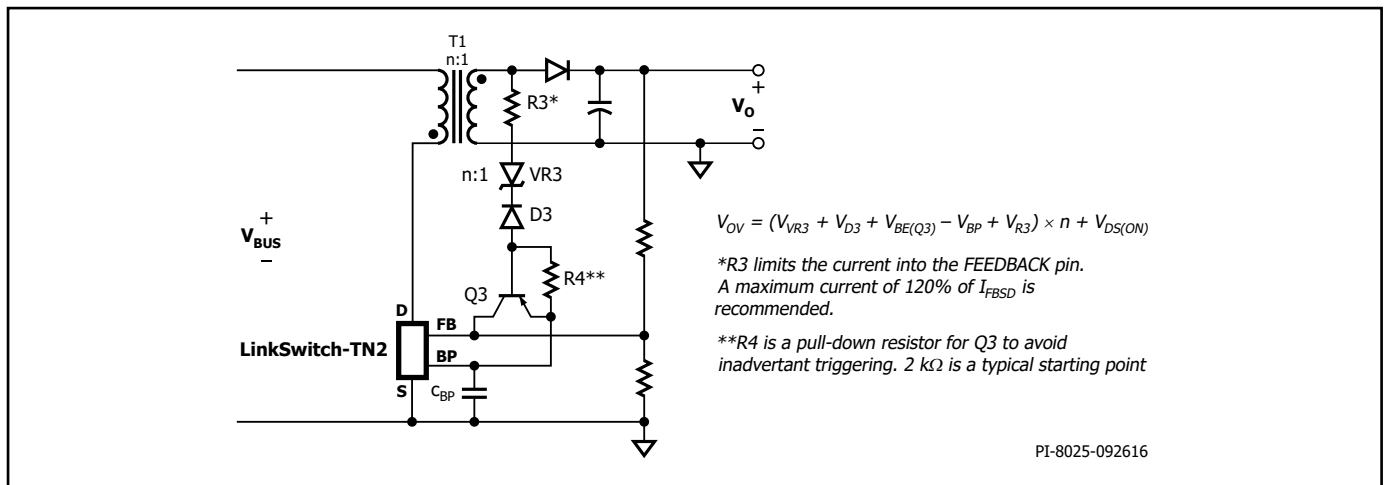 T1
n:1
R3*
+
V_O
−
n:1 VR3
D3
+
V_BUS
−
R4**
Q3
D
FB
LinkSwitch-TN2
BP
S
C_BP
V_OV = (V_VR3 + V_D3 + V_BE(Q3) − V_BP + V_R3) × n + V_DS(ON)
*R3 limits the current into the FEEDBACK pin.
A maximum current of 120% of I_FBSD is
recommended.
**R4 is a pull-down resistor for Q3 to avoid
inadvertant triggering. 2 kΩ is a typical starting point
PI-8025-092616